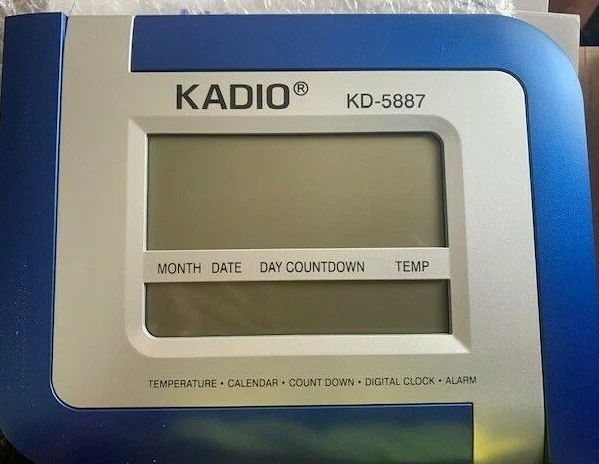 KADIO® KD-5887
MONTH DATE DAY COUNTDOWN TEMP
TEMPERATURE • CALENDAR • COUNT DOWN • DIGITAL CLOCK • ALARM